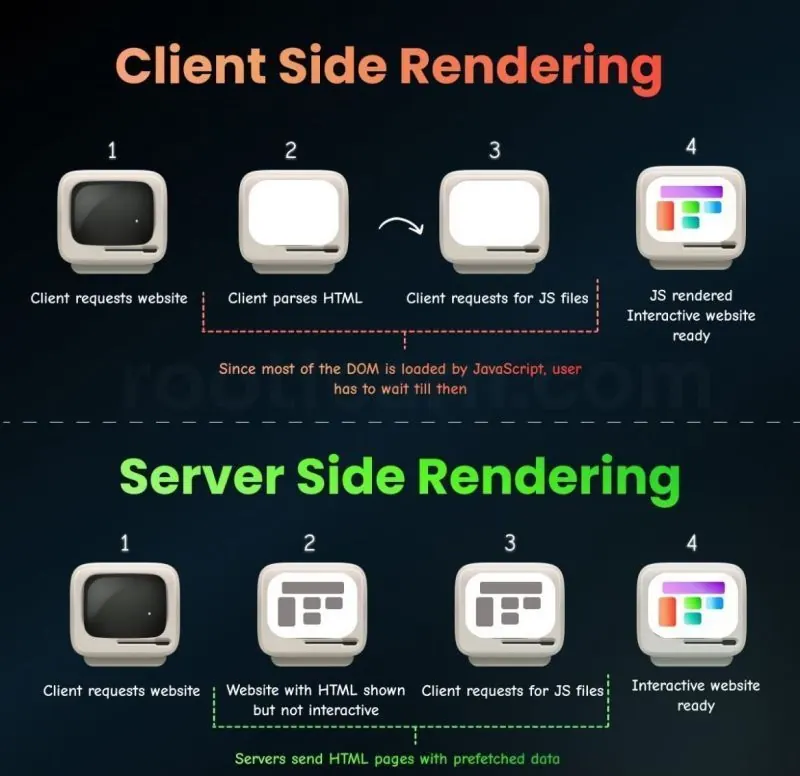 Client Side Rendering
1
2
3
4
Client requests website
Client parses HTML
Client requests for JS files
JS rendered
Interactive website
ready
Since most of the DOM is loaded by JavaScript, user
has to wait till then
Server Side Rendering
1
2
3
4
Client requests website
Website with HTML shown
but not interactive
Client requests for JS files
Interactive website
ready
Servers send HTML pages with prefetched data